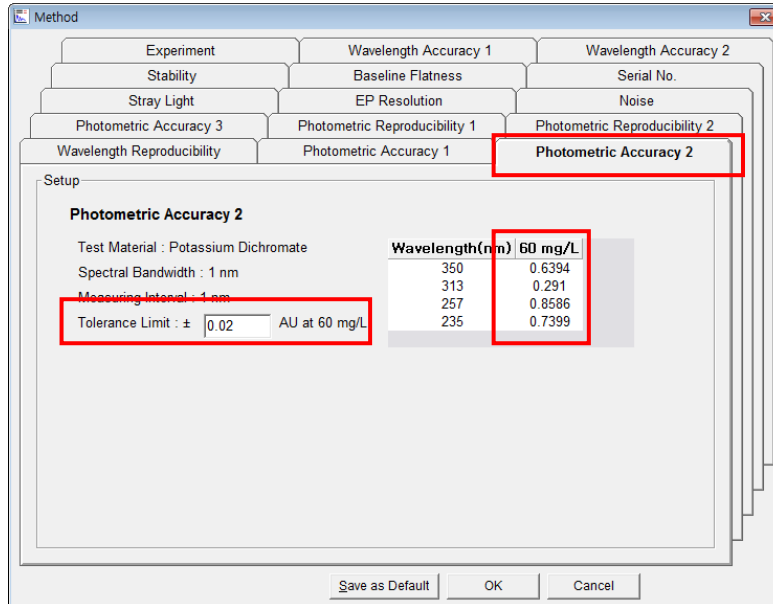 Method
Experiment Wavelength Accuracy 1 Wavelength Accuracy 2
Stability Baseline Flatness Serial No.
Stray Light EP Resolution Noise
Photometric Accuracy 3 Photometric Reproducibility 1 Photometric Reproducibility 2
Wavelength Reproducibility Photometric Accuracy 1 Photometric Accuracy 2
Setup
Photometric Accuracy 2
Test Material : Potassium Dichromate
Spectral Bandwidth : 1 nm
Measuring Interval : 1 nm
Tolerance Limit : ± 0.02 AU at 60 mg/L
Wavelength(nm) 60 mg/L
350 0.6394
313 0.291
257 0.8586
235 0.7399
Save as Default OK Cancel